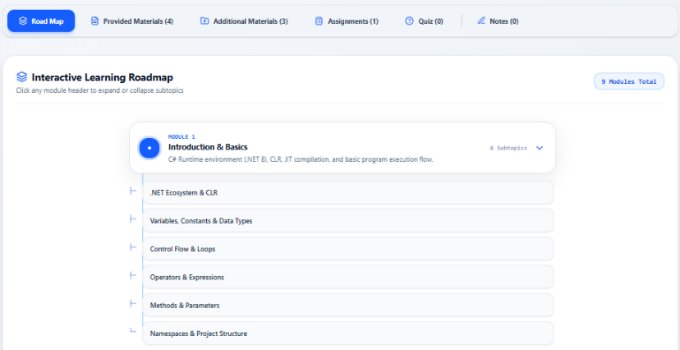 Road Map
Provided Materials (4)
Additional Materials (3)
Assignments (1)
Quiz (0)
Notes (0)
Interactive Learning Roadmap
Click any module header to expand or collapse subtopics
9 Modules Total
MODULE 1
Introduction & Basics
C# Runtime environment (.NET 8), CLR, JIT compilation, and basic program execution flow.
6 Subtopics
.NET Ecosystem & CLR
Variables, Constants & Data Types
Control Flow & Loops
Operators & Expressions
Methods & Parameters
Namespaces & Project Structure